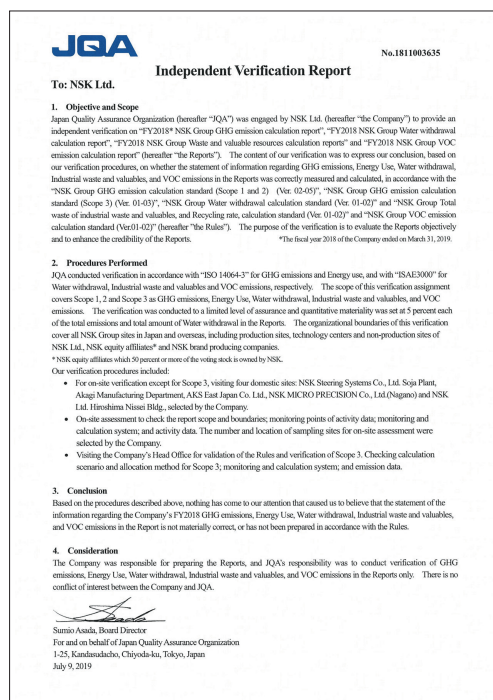 JQA
No.1811003635
Independent Verification Report
To: NSK Ltd.
1. Objective and Scope
Japan Quality Assurance Organization (hereafter “JQA”) was engaged by NSK Ltd. (hereafter “the Company”) to provide an
independent verification on “FY2018* NSK Group GHG emission calculation report”, “FY2018 NSK Group Water withdrawal
calculation report”, “FY2018 NSK Group Waste and valuable resources calculation reports” and “FY2018 NSK Group VOC
emission calculation report” (hereafter “the Reports”). The content of our verification was to express our conclusion, based on
our verification procedures, on whether the statement of information regarding GHG emissions, Energy Use, Water withdrawal,
Industrial waste and valuables, and VOC emissions in the Reports was correctly measured and calculated, in accordance with the
“NSK Group GHG emission calculation standard (Scope 1 and 2) (Ver. 02-05)”, “NSK Group GHG emission calculation
standard (Scope 3) (Ver. 01-03)”, “NSK Group Water withdrawal calculation standard (Ver. 01-02)” and “NSK Group Total
waste of industrial waste and valuables, and Recycling rate, calculation standard (Ver. 01-02)” and “NSK Group VOC emission
calculation standard (Ver.01-02)” (hereafter “the Rules”). The purpose of the verification is to evaluate the Reports objectively
and to enhance the credibility of the Reports. *The fiscal year 2018 of the Company ended on March 31, 2019.
2. Procedures Performed
JQA conducted verification in accordance with “ISO 14064-3” for GHG emissions and Energy use, and with “ISAE3000” for
Water withdrawal, Industrial waste and valuables and VOC emissions, respectively. The scope of this verification assignment
covers Scope 1, 2 and Scope 3 as GHG emissions, Energy Use, Water withdrawal, Industrial waste and valuables, and VOC
emissions. The verification was conducted to a limited level of assurance and quantitative materiality was set at 5 percent each
of the total emissions and total amount of Water withdrawal in the Reports. The organizational boundaries of this verification
cover all NSK Group sites in Japan and overseas, including production sites, technology centers and non-production sites of
NSK Ltd., NSK equity affiliates* and NSK brand producing companies.
* NSK equity affiliates which 50 percent or more of the voting stock is owned by NSK.
Our verification procedures included:
• For on-site verification except for Scope 3, visiting four domestic sites: NSK Steering Systems Co., Ltd. Soja Plant,
Akagi Manufacturing Department, AKS East Japan Co. Ltd., NSK MICRO PRECISION Co., Ltd.(Nagano) and NSK
Ltd. Hiroshima Nissei Bldg., selected by the Company.
• On-site assessment to check the report scope and boundaries; monitoring points of activity data; monitoring and
calculation system; and activity data. The number and location of sampling sites for on-site assessment were
selected by the Company.
• Visiting the Company’s Head Office for validation of the Rules and verification of Scope 3. Checking calculation
scenario and allocation method for Scope 3; monitoring and calculation system; and emission data.
3. Conclusion
Based on the procedures described above, nothing has come to our attention that caused us to believe that the statement of the
information regarding the Company’s FY2018 GHG emissions, Energy Use, Water withdrawal, Industrial waste and valuables,
and VOC emissions in the Report is not materially correct, or has not been prepared in accordance with the Rules.
4. Consideration
The Company was responsible for preparing the Reports, and JQA’s responsibility was to conduct verification of GHG
emissions, Energy Use, Water withdrawal, Industrial waste and valuables, and VOC emissions in the Reports only. There is no
conflict of interest between the Company and JQA.
Sumio Asada, Board Director
For and on behalf of Japan Quality Assurance Organization
1-25, Kandasudacho, Chiyoda-ku, Tokyo, Japan
July 9, 2019